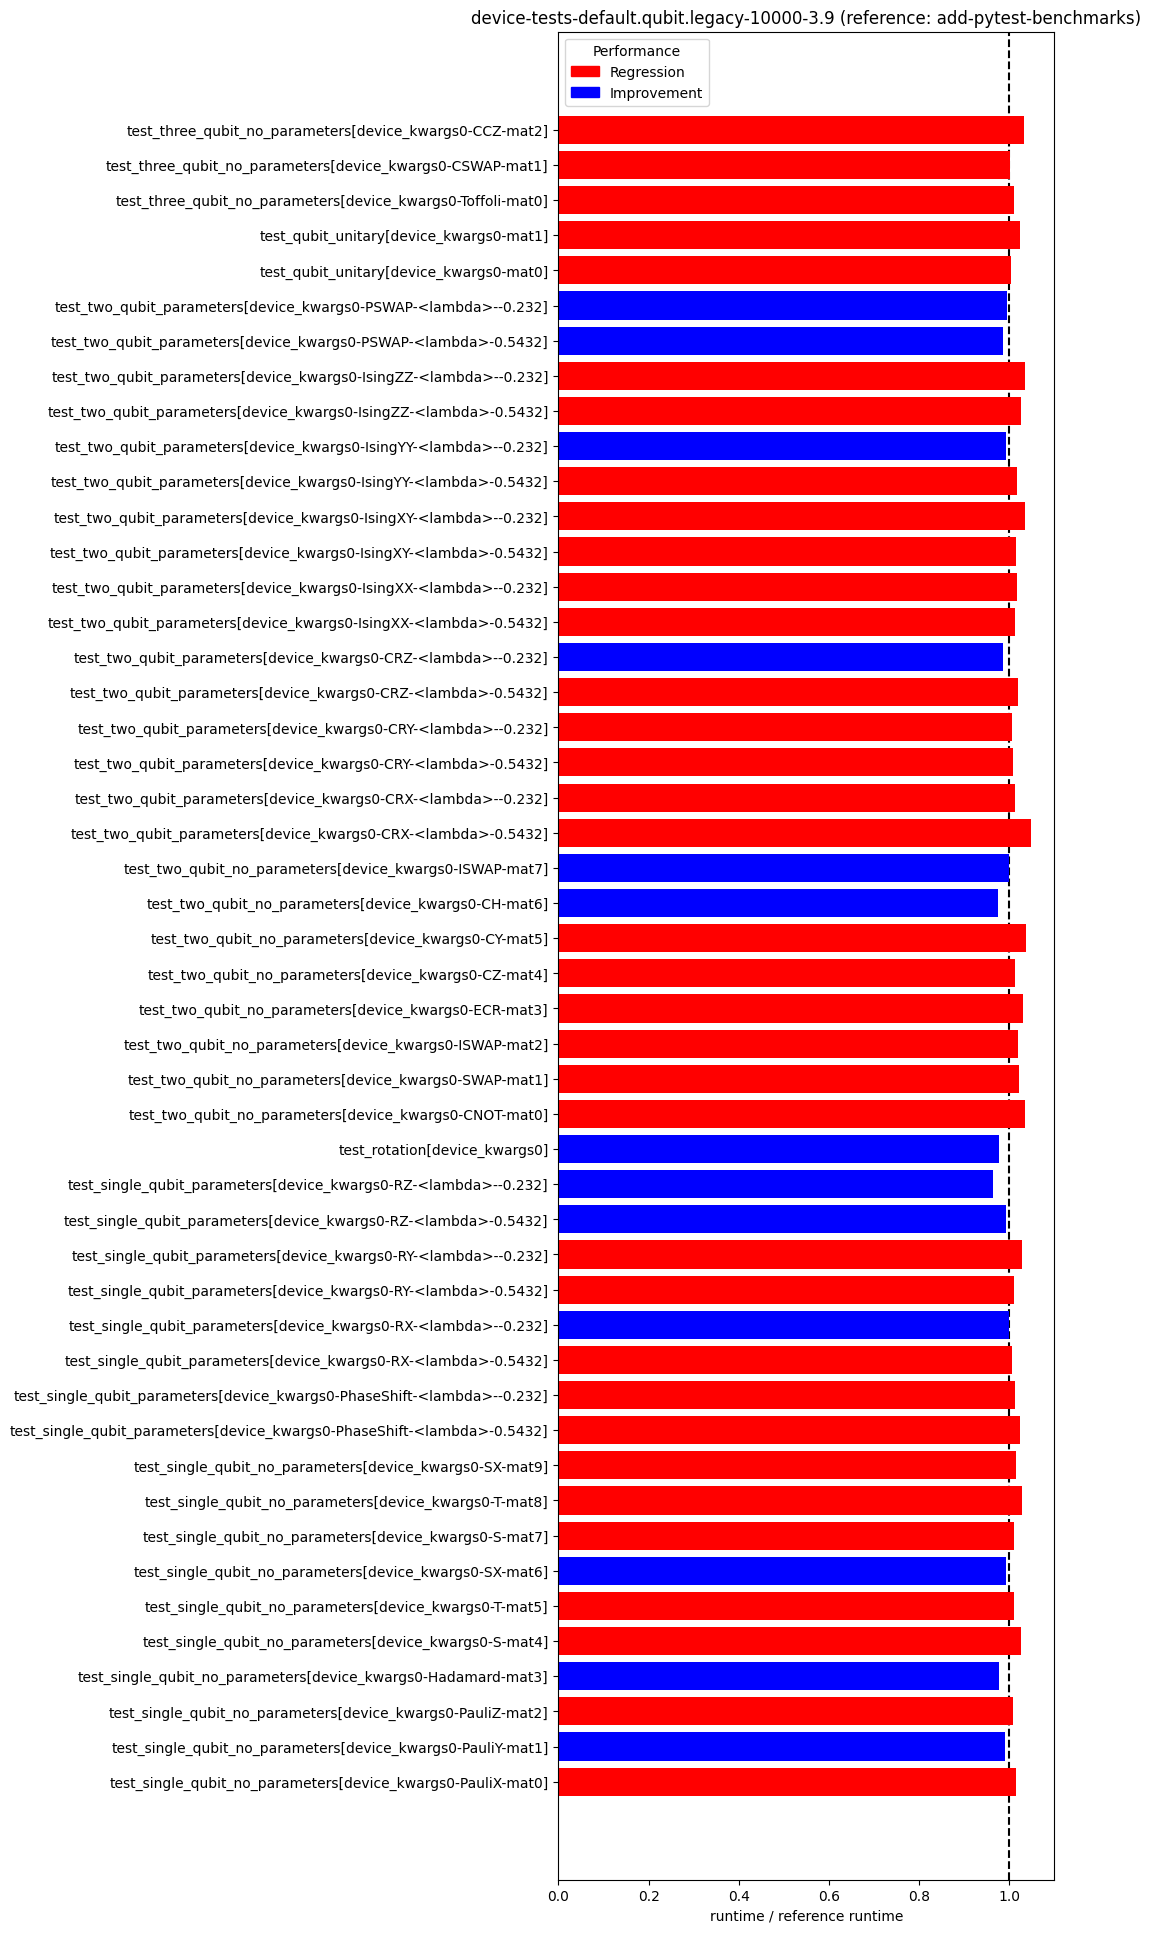 device-tests-default.qubit.legacy-10000-3.9 (reference: add-pytest-benchmarks)
Performance
Regression
Improvement
test_three_qubit_no_parameters[device_kwargs0-CCZ-mat2]
test_three_qubit_no_parameters[device_kwargs0-CSWAP-mat1]
test_three_qubit_no_parameters[device_kwargs0-Toffoli-mat0]
test_qubit_unitary[device_kwargs0-mat1]
test_qubit_unitary[device_kwargs0-mat0]
test_two_qubit_parameters[device_kwargs0-PSWAP-<lambda>--0.232]
test_two_qubit_parameters[device_kwargs0-PSWAP-<lambda>-0.5432]
test_two_qubit_parameters[device_kwargs0-IsingZZ-<lambda>--0.232]
test_two_qubit_parameters[device_kwargs0-IsingZZ-<lambda>-0.5432]
test_two_qubit_parameters[device_kwargs0-IsingYY-<lambda>--0.232]
test_two_qubit_parameters[device_kwargs0-IsingYY-<lambda>-0.5432]
test_two_qubit_parameters[device_kwargs0-IsingXY-<lambda>--0.232]
test_two_qubit_parameters[device_kwargs0-IsingXY-<lambda>-0.5432]
test_two_qubit_parameters[device_kwargs0-IsingXX-<lambda>--0.232]
test_two_qubit_parameters[device_kwargs0-IsingXX-<lambda>-0.5432]
test_two_qubit_parameters[device_kwargs0-CRZ-<lambda>--0.232]
test_two_qubit_parameters[device_kwargs0-CRZ-<lambda>-0.5432]
test_two_qubit_parameters[device_kwargs0-CRY-<lambda>--0.232]
test_two_qubit_parameters[device_kwargs0-CRY-<lambda>-0.5432]
test_two_qubit_parameters[device_kwargs0-CRX-<lambda>--0.232]
test_two_qubit_parameters[device_kwargs0-CRX-<lambda>-0.5432]
test_two_qubit_no_parameters[device_kwargs0-ISWAP-mat7]
test_two_qubit_no_parameters[device_kwargs0-CH-mat6]
test_two_qubit_no_parameters[device_kwargs0-CY-mat5]
test_two_qubit_no_parameters[device_kwargs0-CZ-mat4]
test_two_qubit_no_parameters[device_kwargs0-ECR-mat3]
test_two_qubit_no_parameters[device_kwargs0-ISWAP-mat2]
test_two_qubit_no_parameters[device_kwargs0-SWAP-mat1]
test_two_qubit_no_parameters[device_kwargs0-CNOT-mat0]
test_rotation[device_kwargs0]
test_single_qubit_parameters[device_kwargs0-RZ-<lambda>--0.232]
test_single_qubit_parameters[device_kwargs0-RZ-<lambda>-0.5432]
test_single_qubit_parameters[device_kwargs0-RY-<lambda>--0.232]
test_single_qubit_parameters[device_kwargs0-RY-<lambda>-0.5432]
test_single_qubit_parameters[device_kwargs0-RX-<lambda>--0.232]
test_single_qubit_parameters[device_kwargs0-RX-<lambda>-0.5432]
test_single_qubit_parameters[device_kwargs0-PhaseShift-<lambda>--0.232]
test_single_qubit_parameters[device_kwargs0-PhaseShift-<lambda>-0.5432]
test_single_qubit_no_parameters[device_kwargs0-SX-mat9]
test_single_qubit_no_parameters[device_kwargs0-T-mat8]
test_single_qubit_no_parameters[device_kwargs0-S-mat7]
test_single_qubit_no_parameters[device_kwargs0-SX-mat6]
test_single_qubit_no_parameters[device_kwargs0-T-mat5]
test_single_qubit_no_parameters[device_kwargs0-S-mat4]
test_single_qubit_no_parameters[device_kwargs0-Hadamard-mat3]
test_single_qubit_no_parameters[device_kwargs0-PauliZ-mat2]
test_single_qubit_no_parameters[device_kwargs0-PauliY-mat1]
test_single_qubit_no_parameters[device_kwargs0-PauliX-mat0]
0.0 0.2 0.4 0.6 0.8 1.0
runtime / reference runtime